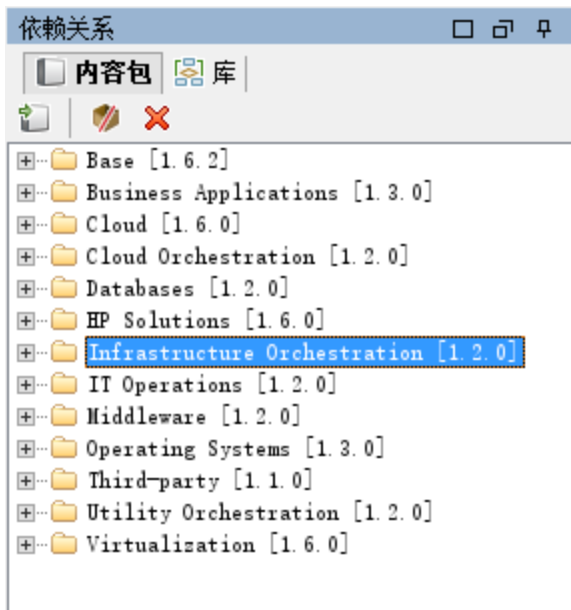 依赖关系
内容包 库
Base [1.6.2]
Business Applications [1.3.0]
Cloud [1.6.0]
Cloud Orchestration [1.2.0]
Databases [1.2.0]
HP Solutions [1.6.0]
Infrastructure Orchestration [1.2.0]
IT Operations [1.2.0]
Middleware [1.2.0]
Operating Systems [1.3.0]
Third-party [1.1.0]
Utility Orchestration [1.2.0]
Virtualization [1.6.0]